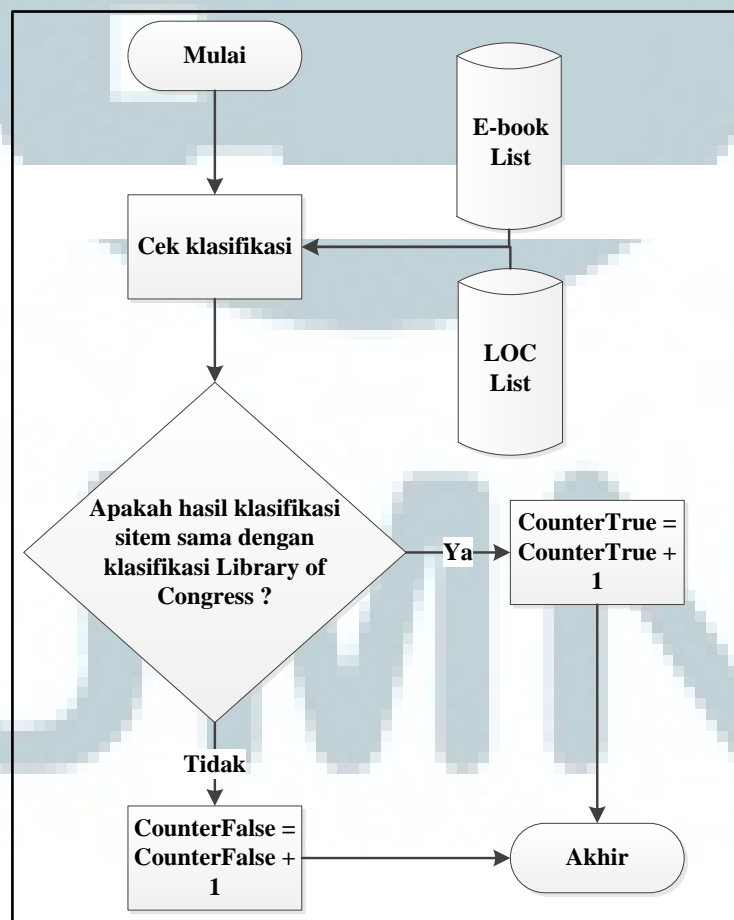 Mulai
E-book
List
Cek klasifikasi
LOC
List
Apakah hasil klasifikasi
sitem sama dengan
klasifikasi Library of
Congress ?
Ya
CounterTrue =
CounterTrue +
1
Tidak
CounterFalse =
CounterFalse +
1
Akhir
UMN